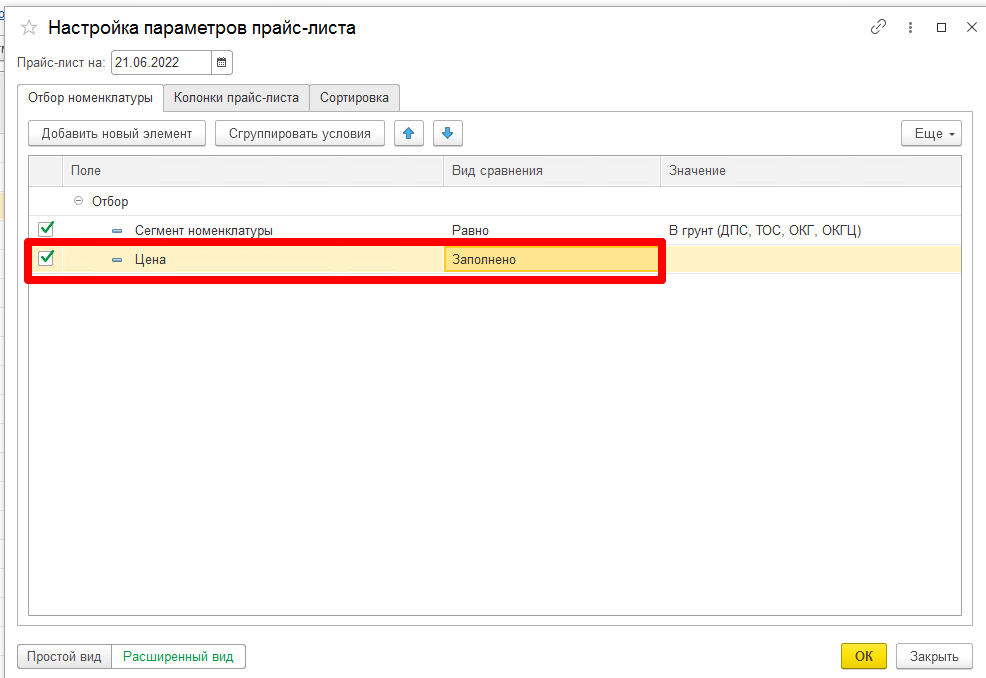 Настройка параметров прайс-листа
Прайс-лист на: 21.06.2022
Отбор номенклатуры Колонки прайс-листа Сортировка
Добавить новый элемент Сгруппировать условия Еще
Поле Вид сравнения Значение
Отбор
Сегмент номенклатуры Равно В грунт (ДПС, ТОС, ОКГ, ОКГЦ)
Цена Заполнено
Простой вид Расширенный вид ОК Закрыть